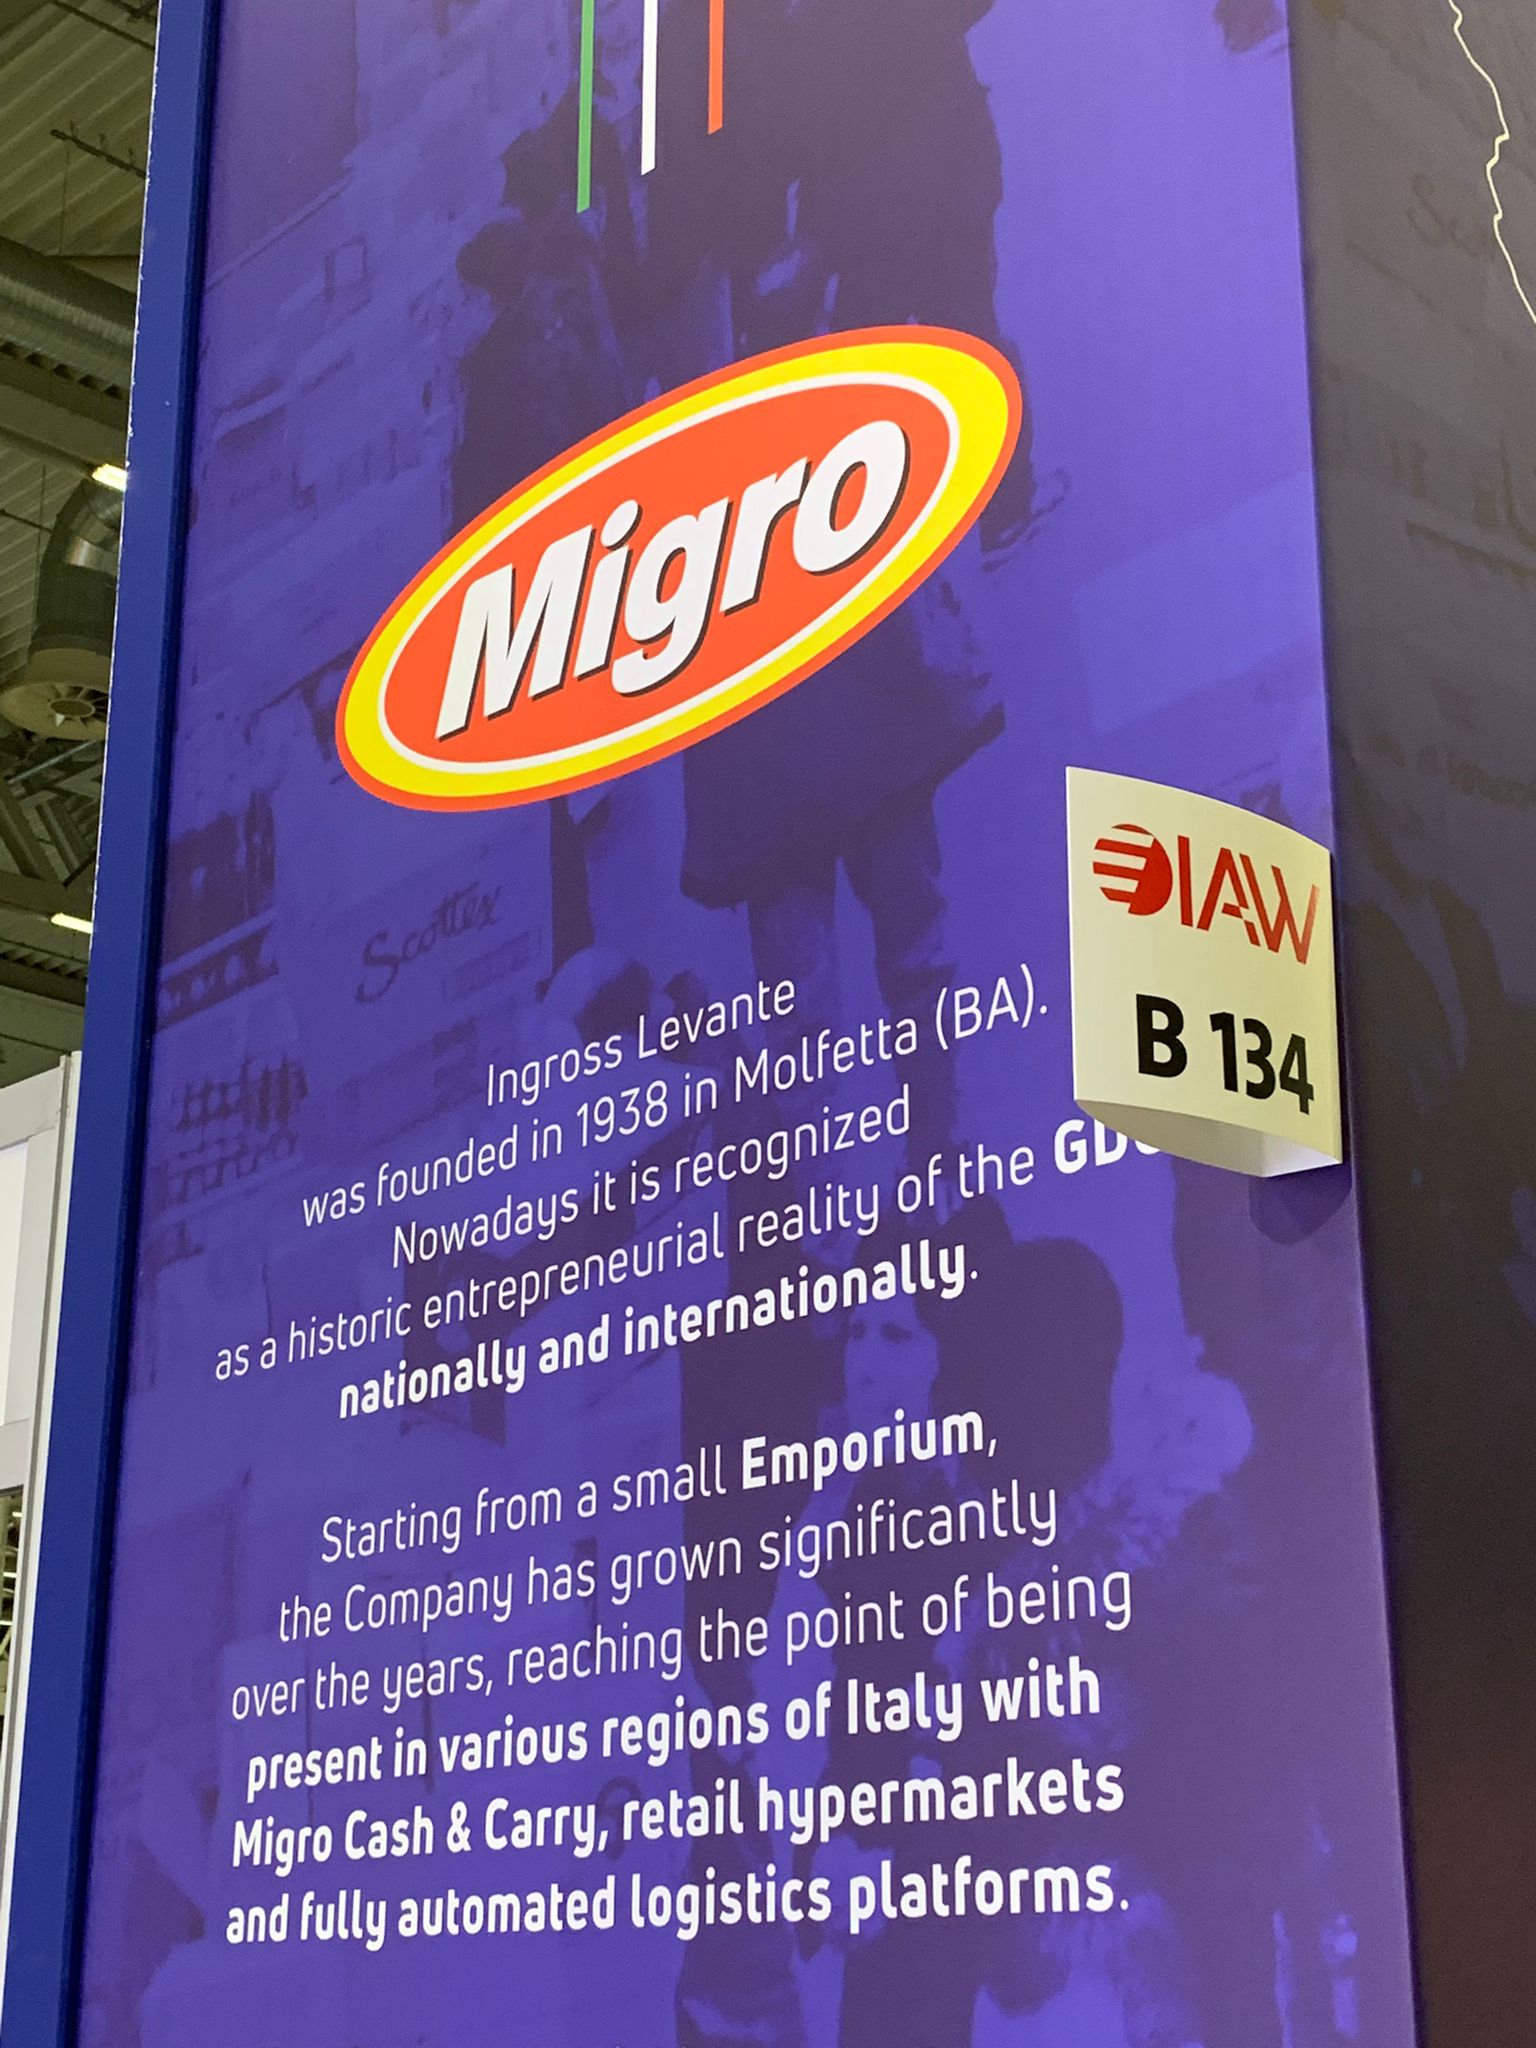 Migro
IAW
B 134
Scottex
Ingross Levante
was founded in 1938 in Molfetta (BA).
Nowadays it is recognized
as a historic entrepreneurial reality of the
nationally and internationally.
Starting from a small Emporium,
the Company has grown significantly
over the years, reaching the point of being
present in various regions of Italy with
Migro Cash & Carry, retail hypermarkets
and fully automated logistics platforms.